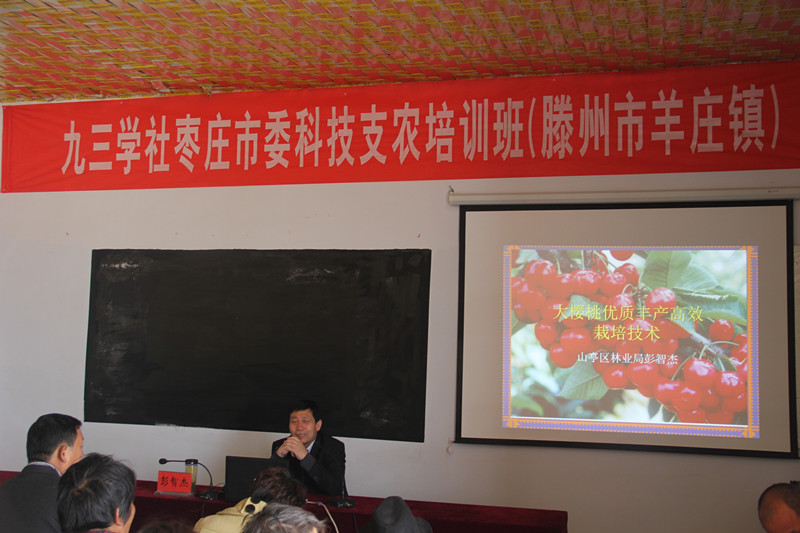 九三学社枣庄市委科技支农培训班(滕州市羊庄镇)
大樱桃优质丰产高效
栽培技术
山亭区林业局彭智杰
彭智杰